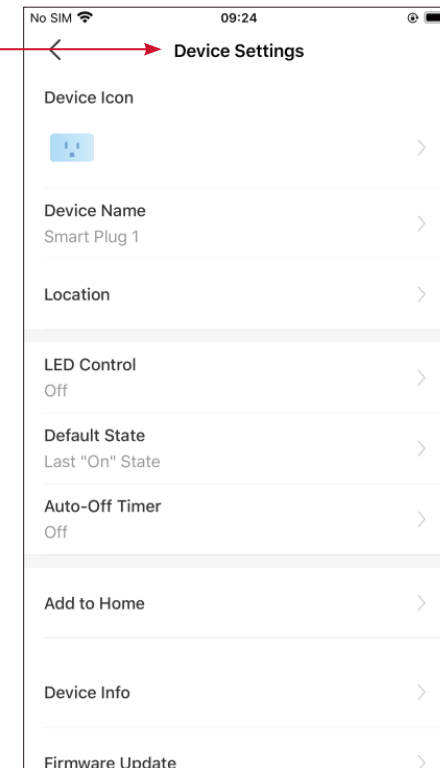 No SIM 09:24
Device Settings
Device Icon
Device Name
Smart Plug 1
Location
LED Control
Off
Default State
Last "On" State
Auto-Off Timer
Off
Add to Home
Device Info
Firmware Update